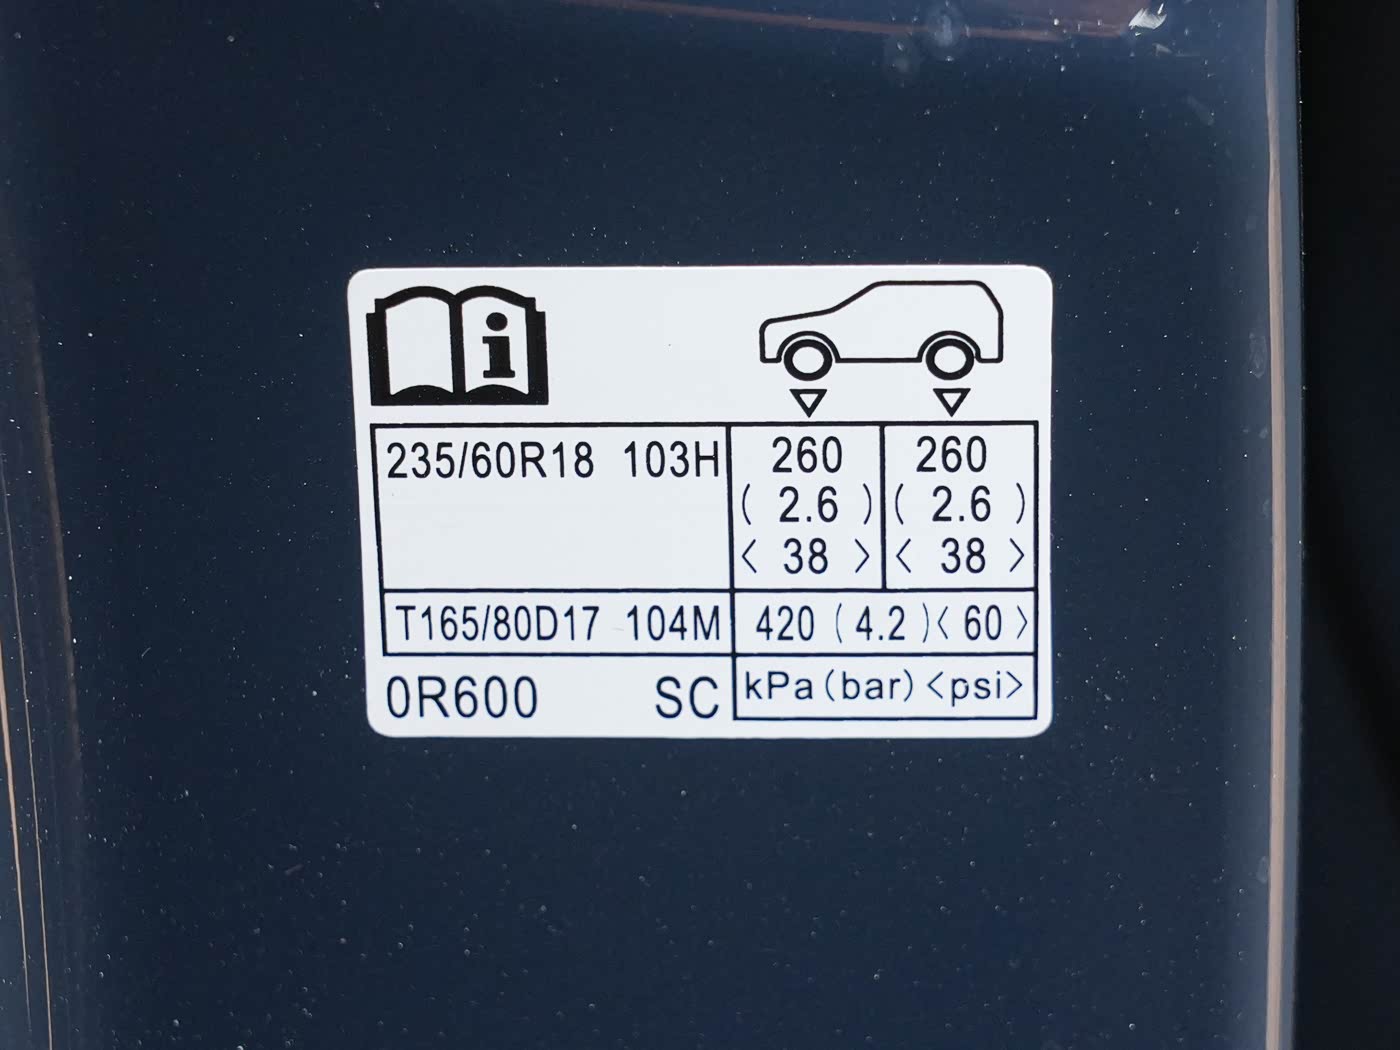 i
235/60R18 103H 260 260
( 2.6 ) ( 2.6 )
< 38 > < 38 >
T165/80D17 104M 420 ( 4.2 )< 60 >
0R600 SC kPa(bar)<psi>